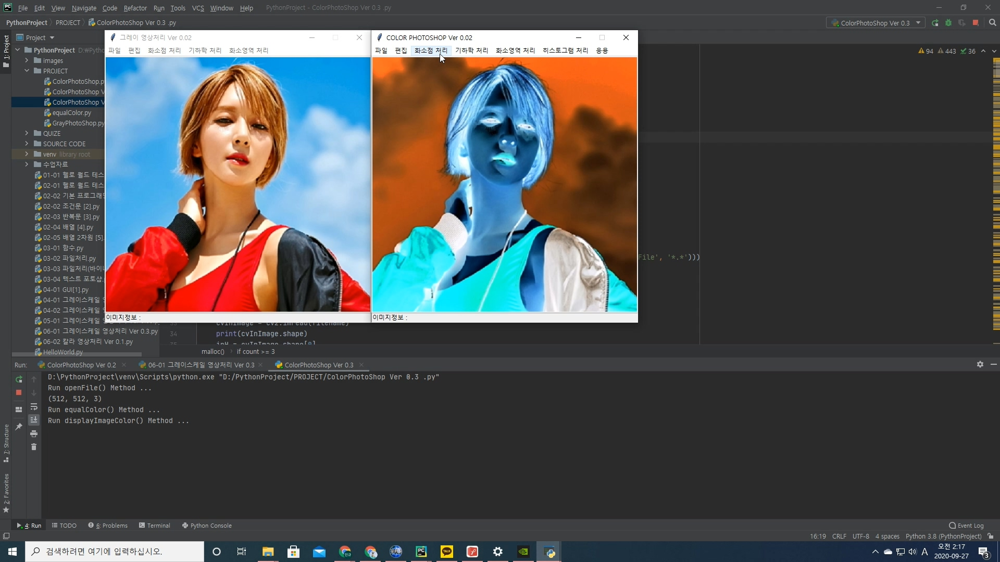 PC File Edit View Navigate Code Refactor Run Tools VCS Window Help PythonProject - ColorPhotoShop Ver 0.3 .py
PythonProject PROJECT ColorPhotoShop Ver 0.3 .py ColorPhotoShop Ver 0.3
1: Project
Project
그레이 영상처리 Ver 0.02
파일 편집 화소점 처리 기하학 처리 화소영역 처리
COLOR PHOTOSHOP Ver 0.02
파일 편집 화소점 처리 기하학 처리 화소영역 처리 히스토그램 처리 응용
94 443 36
PythonProject D:₩Pytho
images
PROJECT
ColorPhotoShop.p
ColorPhotoShop V
ColorPhotoShop V
equalColor.py
GrayPhotoShop.py
QUIZE
SOURCE CODE
venv library root
수업자료
01-01 헬로 월드 테스
02-01 헬로 월드 테스
02-02 기본 프로그래밍
02-02 조건문 [2].py
02-03 반복문 [3].py
02-04 배열 [4].py
02-05 배열 2차원 [5].
03-01 함수.py
03-02 파일처리.py
03-03 파일처리(바이너
03-04 텍스트 포토샵.
04-01 GUI[1].py
04-01 그레이스케일
04-02 그레이스케일
05-01 그레이스케일
06-01 그레이스케일 영상처리 Ver 0.3.py
06-02 칼라 영상처리 Ver 0.1.py
HelloWorld.py
File', '*.*')))
이미지정보 :
이미지정보 :
cvInImage = cv2.imread(filename)
34 print(cvInImage.shape)
inH = cvInImage.shape[0]
malloc() if count >= 3
Run: ColorPhotoShop Ver 0.2 06-01 그레이스케일 영상처리 Ver 0.3 ColorPhotoShop Ver 0.3
D:\PythonProject\venv\Scripts\python.exe "D:/PythonProject/PROJECT/ColorPhotoShop Ver 0.3 .py"
Run openFile() Method ...
(512, 512, 3)
Run equalColor() Method ...
Run displayImageColor() Method ...
7: Structure
2: Favorites
4: Run TODO 6: Problems Terminal Python Console Event Log
16:19 CRLF UTF-8 4 spaces Python 3.8 (PythonProject)
검색하려면 여기에 입력하십시오.
PC
TALK
A
오전 2:17
2020-09-27
3